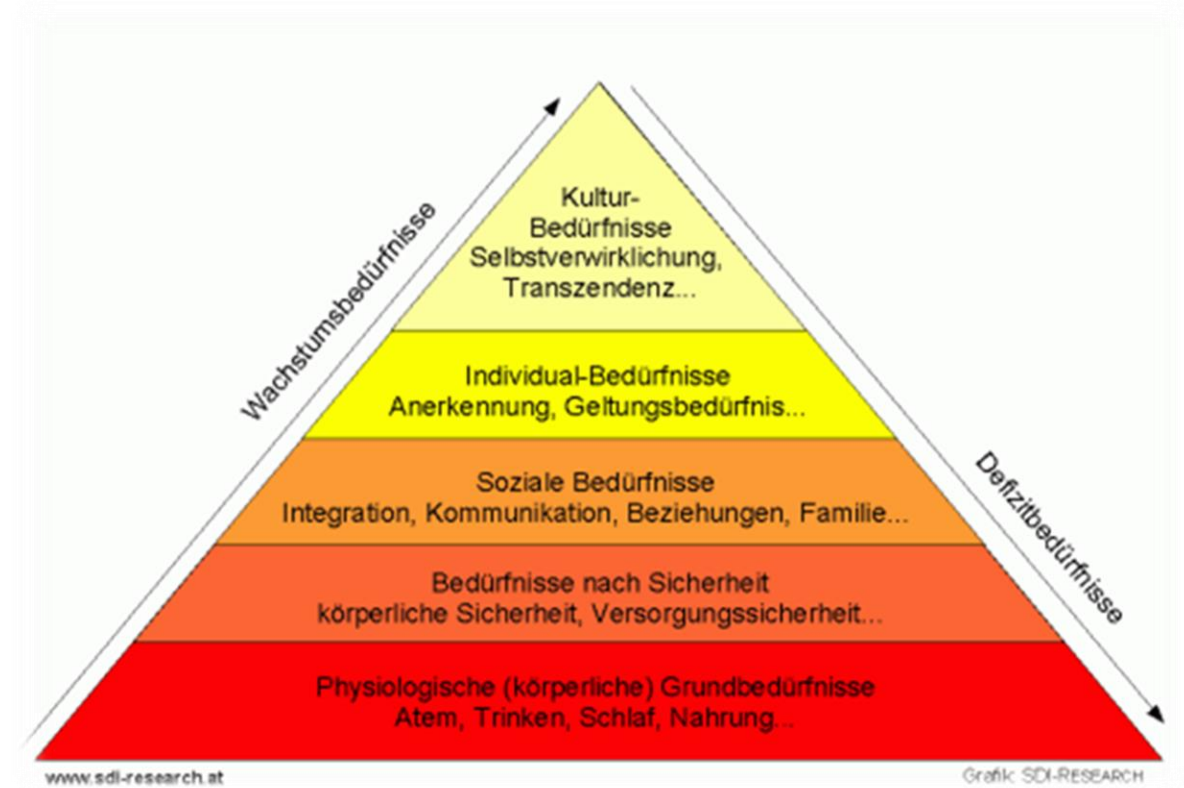 Kultur-
Bedürfnisse
Selbstverwirklichung,
Transzendenz...
Wachstumsbedürfnisse
Individual-Bedürfnisse
Anerkennung, Geltungsbedürfnis...
Soziale Bedürfnisse
Integration, Kommunikation, Beziehungen, Familie...
Defizitbedürfnisse
Bedürfnisse nach Sicherheit
körperliche Sicherheit, Versorgungssicherheit...
Physiologische (körperliche) Grundbedürfnisse
Atem, Trinken, Schlaf, Nahrung...
www.sdi-research.at
Grafik: SDI-RESEARCH